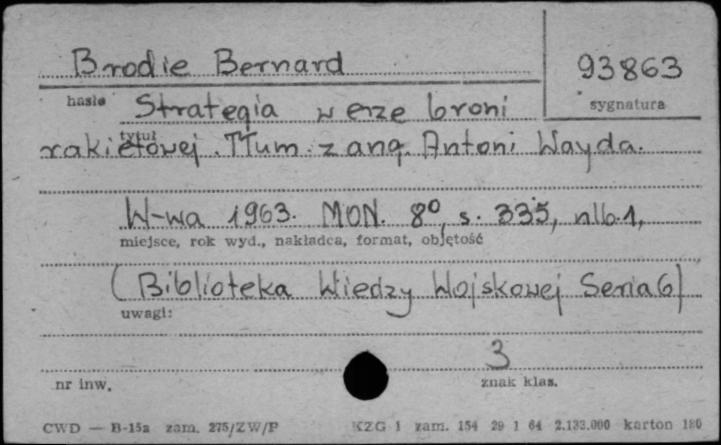 Brodie Bernard
93863
hasło
sygnatura
Strategia w erze broni
tytuł
rakietowej. Tłum. z ang. Antoni Wayda.
W-wa 1963. MON. 8°, s. 335, nlb. 1,
miejsce, rok wyd., nakładca, format, objętość
(Biblioteka Wiedzy Wojskowej Seria 6)
uwagi:
3
nr inw.
znak klas.
CWD — B-15a zam. 275/ZW/P
KZG 1 zam. 154 29 1 64 2.133.000 karton 180